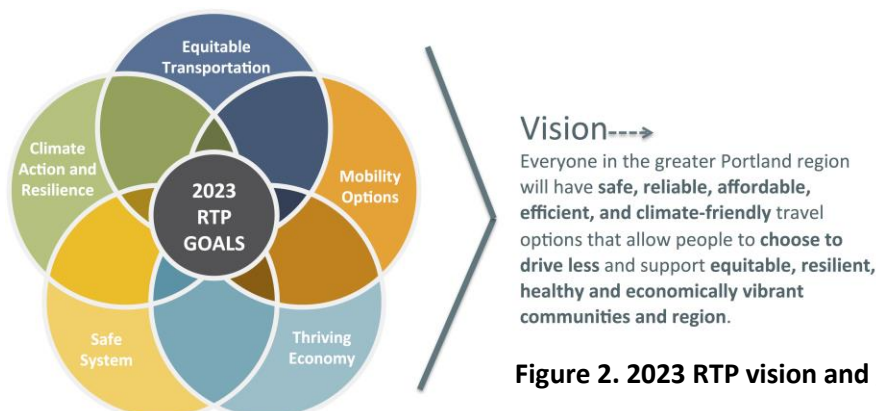 Equitable
Transportation
Climate
Action and
Resilience
Mobility
Options
2023
RTP
GOALS
Safe
System
Thriving
Economy
Vision---->
Everyone in the greater Portland region
will have safe, reliable, affordable,
efficient, and climate-friendly travel
options that allow people to choose to
drive less and support equitable, resilient,
healthy and economically vibrant
communities and region.
Figure 2. 2023 RTP vision and